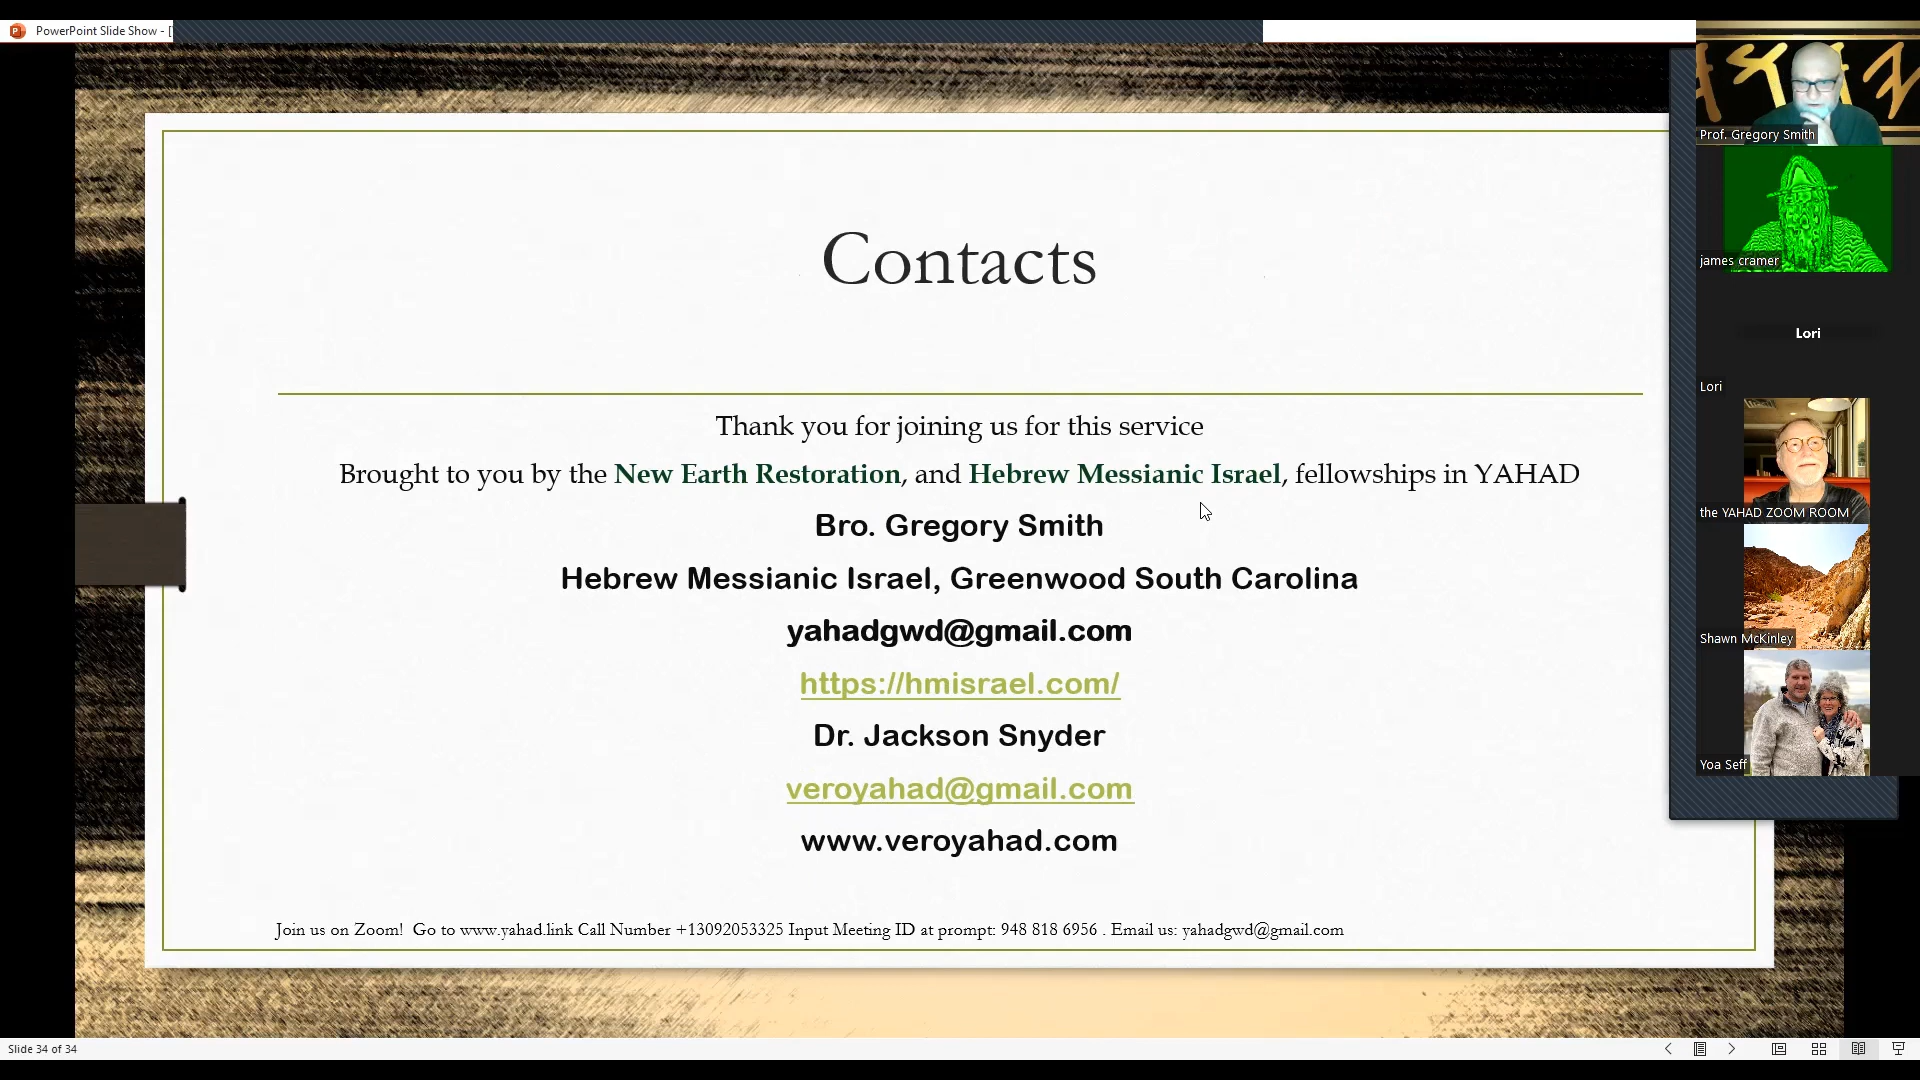 PowerPoint Slide Show - [
Contacts
Thank you for joining us for this service
Brought to you by the New Earth Restoration, and Hebrew Messianic Israel, fellowships in YAHAD
Bro. Gregory Smith
Hebrew Messianic Israel, Greenwood South Carolina
yahadgwd@gmail.com
https://hmisrael.com/
Dr. Jackson Snyder
veroyahad@gmail.com
www.veroyahad.com
Join us on Zoom!  Go to www.yahad.link Call Number +13092053325 Input Meeting ID at prompt: 948 818 6956 . Email us: yahadgwd@gmail.com
Prof. Gregory Smith
james cramer
Lori
Lori
the YAHAD ZOOM ROOM
Shawn McKinley
Yoa Seff
Slide 34 of 34